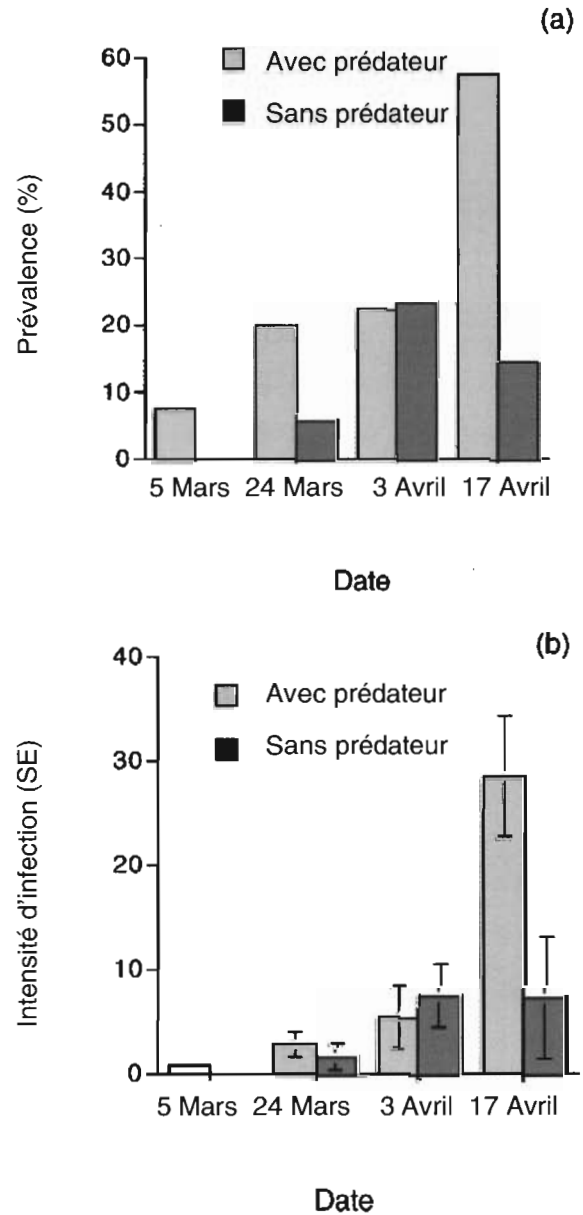 (a)
Prévalence (%)
60
50
40
30
20
10
0
Avec prédateur
Sans prédateur
5 Mars 24 Mars 3 Avril 17 Avril
Date
(b)
Intensité d'infection (SE)
40
30
20
10
0
Avec prédateur
Sans prédateur
5 Mars 24 Mars 3 Avril 17 Avril
Date